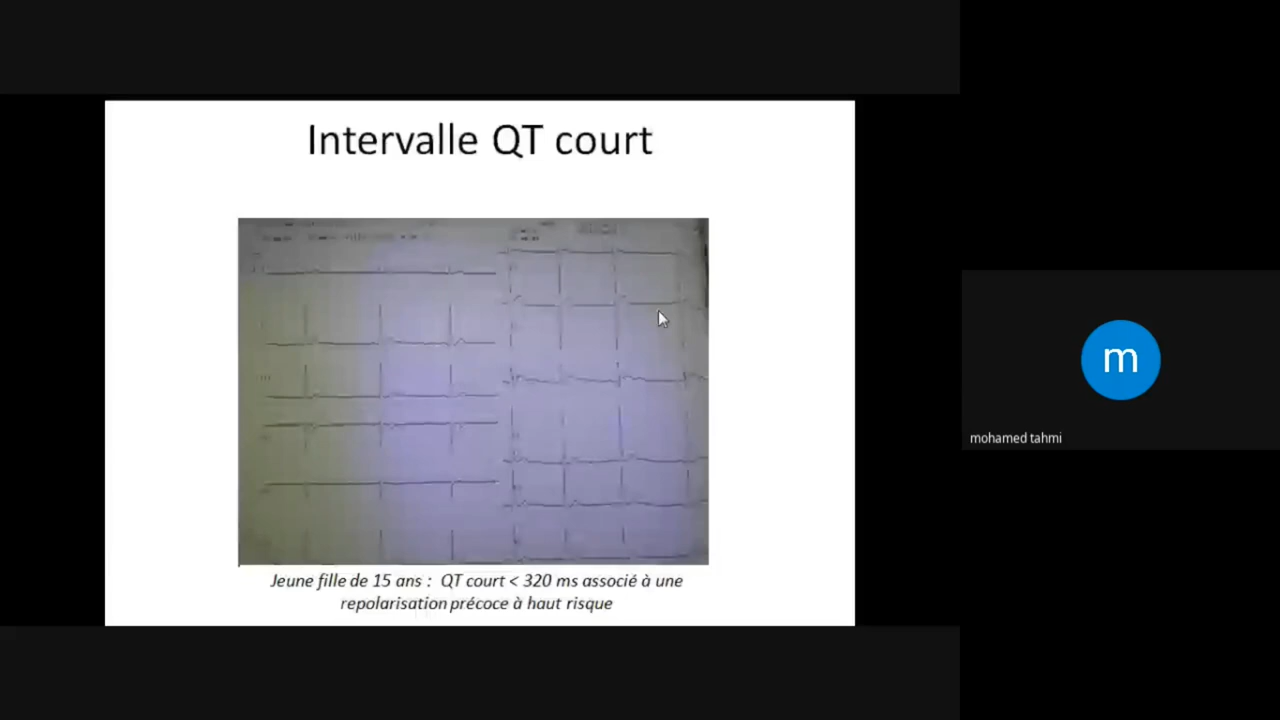 Intervalle QT court
Jeune fille de 15 ans : QT court < 320 ms associé à une
repolarisation précoce à haut risque
m
mohamed tahmi